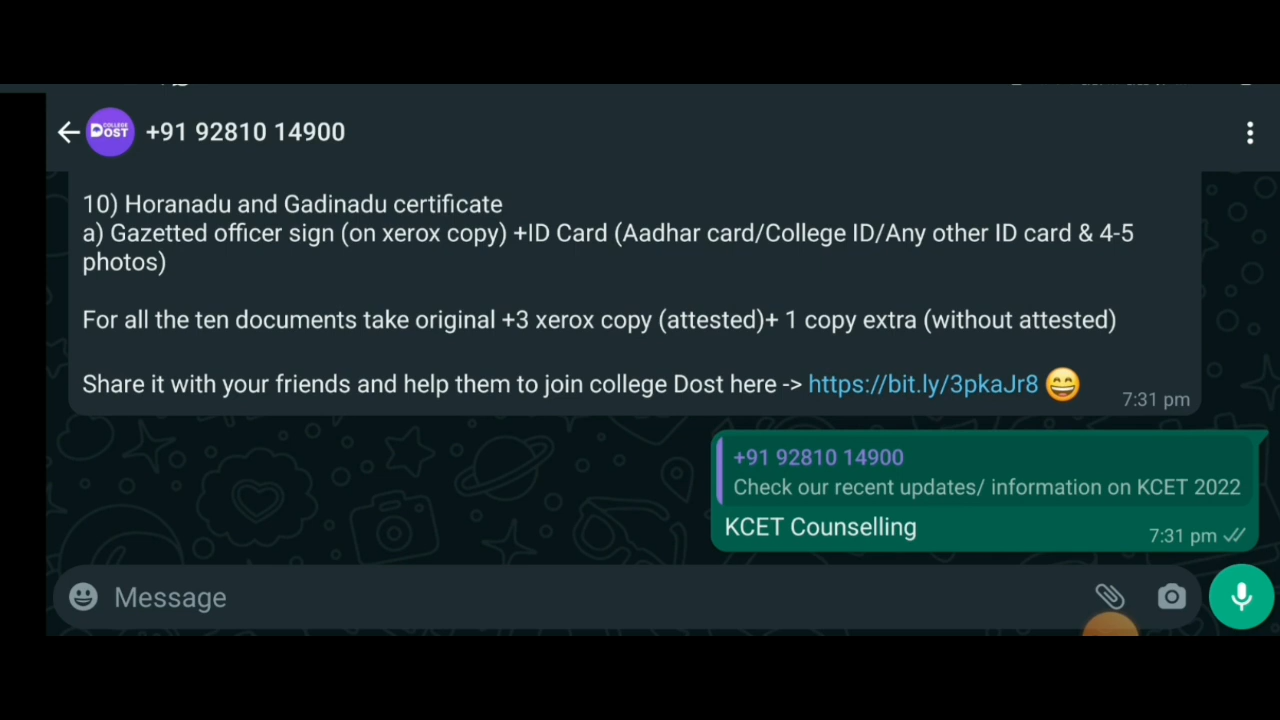 COLLEGE
DOST
+91 92810 14900
10) Horanadu and Gadinadu certificate
a) Gazetted officer sign (on xerox copy) +ID Card (Aadhar card/College ID/Any other ID card & 4-5
photos)
For all the ten documents take original +3 xerox copy (attested)+ 1 copy extra (without attested)
Share it with your friends and help them to join college Dost here -> https://bit.ly/3pkaJr8 😄
7:31 pm
+91 92810 14900
Check our recent updates/ information on KCET 2022
KCET Counselling
7:31 pm
Message